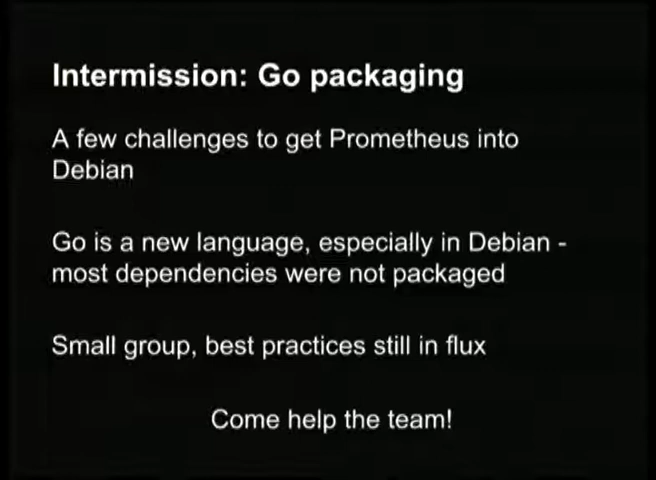 Intermission: Go packaging
A few challenges to get Prometheus into
Debian
Go is a new language, especially in Debian -
most dependencies were not packaged
Small group, best practices still in flux
Come help the team!